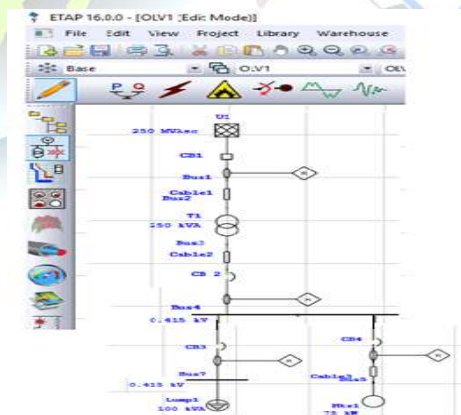 ETAP 16.0.0 - [OLV1 (Edit Mode)]
File Edit View Project Library Warehouse
Base OLV1
P Q
U1
250 MVAsc
CB1
Bus1
Cable1
Bus2
T1
250 kVA
Bus3
Cable2
CB 2
Bus4
0.415 kV
CB3
CB4
Bus7
Cable3
Bus5
0.415 kV
Lump1
100 kVA
Mtr1
75 kW